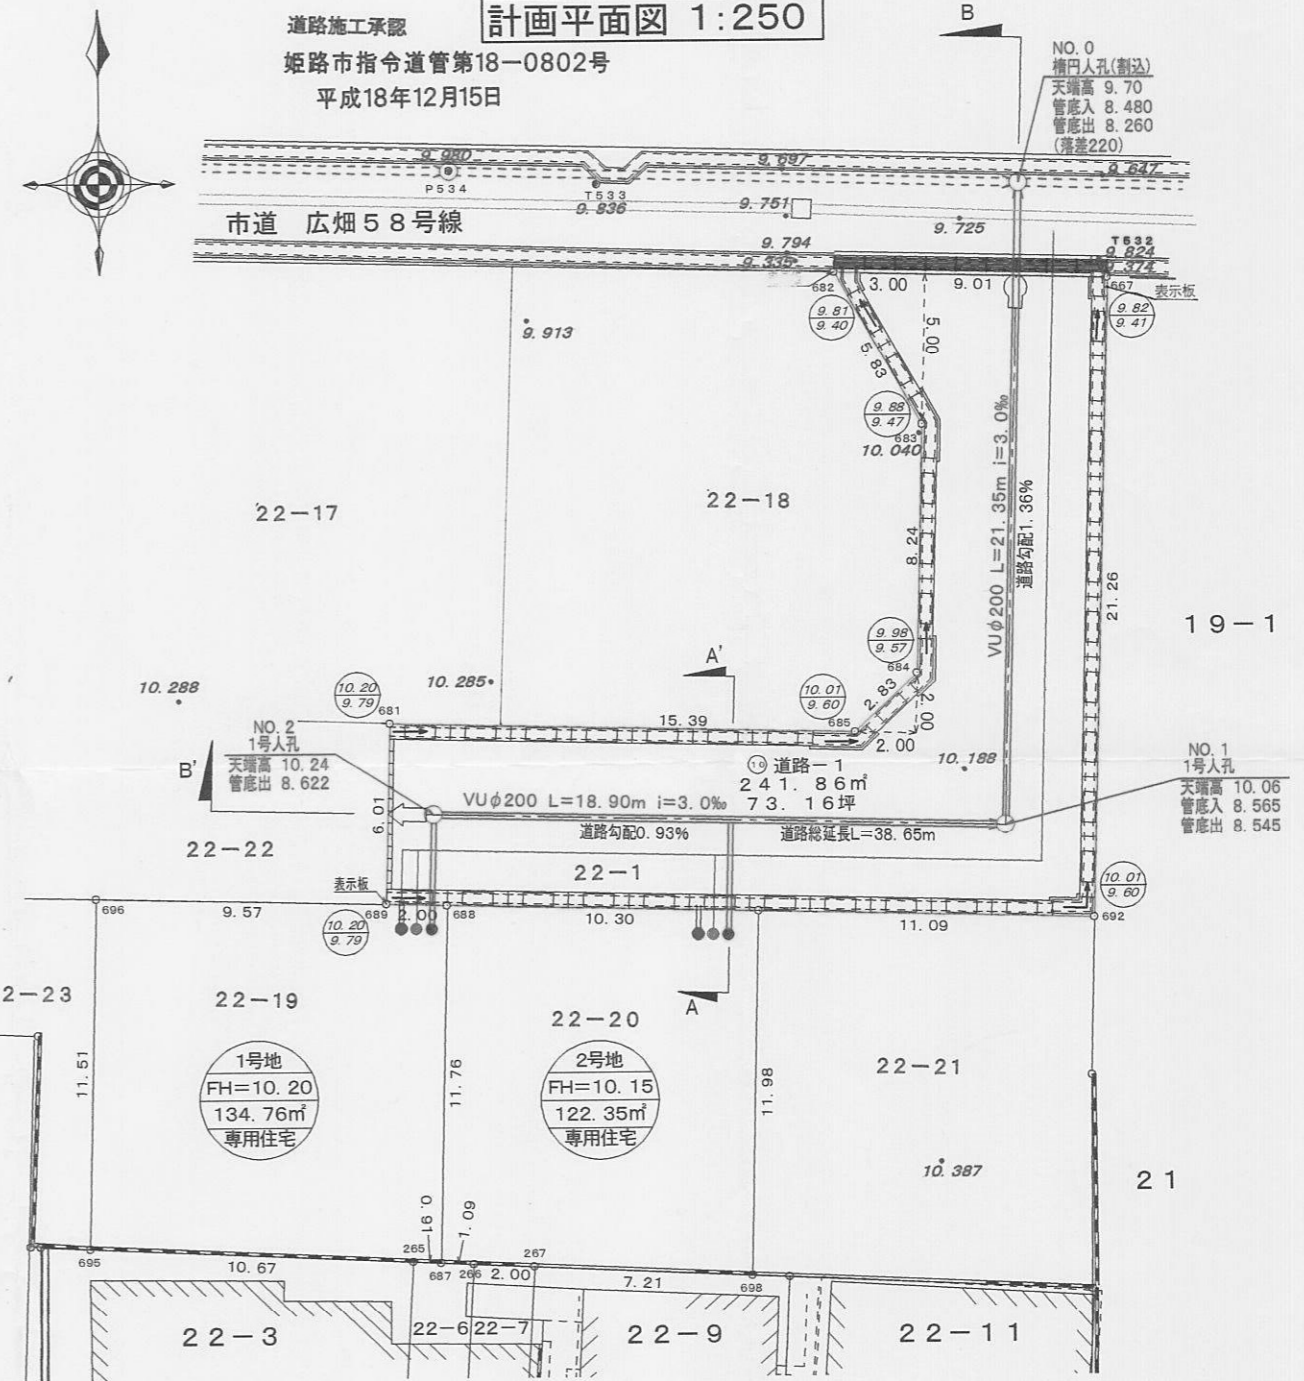 道路施工承認
計画平面図 1:250
姫路市指令道管第18-0802号
平成18年12月15日
B
NO. 0
楕円人孔(割込)
天端高 9. 70
管底入 8. 480
管底出 8. 260
(落差220)
9. 980
P534
T533
9. 836
9. 697
9. 647
9. 751
9. 725
市道 広畑58号線
9. 794
9. 335
T532
9. 824
9. 374
682
3. 00
9. 01
667
表示板
9. 81
9. 40
9. 82
9. 41
9. 913
5. 00
5. 83
9. 88
9. 47
683
10. 040
22-17
22-18
8. 24
VUφ200 L=21. 35m i=3. 0‰
道路勾配1. 36%
21. 26
19-1
9. 98
9. 57
684
A'
10. 288
10. 20
9. 79
681
10. 285
10. 01
9. 60
685
2. 83
2. 00
2. 00
15. 39
NO. 2
1号人孔
天端高 10. 24
管底出 8. 622
B'
⑩ 道路-1
241. 86㎡
73. 16坪
10. 188
NO. 1
1号人孔
天端高 10. 06
管底入 8. 565
管底出 8. 545
6. 01
VUφ200 L=18. 90m i=3. 0‰
道路勾配0. 93%
道路総延長L=38. 65m
22-22
22-1
表示板
10. 01
9. 60
696
9. 57
689
2. 00
688
10. 30
11. 09
692
10. 20
9. 79
2-23
22-19
A
22-20
22-21
11. 51
1号地
FH=10. 20
134. 76㎡
専用住宅
11. 76
2号地
FH=10. 15
122. 35㎡
専用住宅
11. 98
10. 387
21
0. 91
1. 09
695
10. 67
265
687
266
2. 00
267
7. 21
698
22-3
22-6
22-7
22-9
22-11